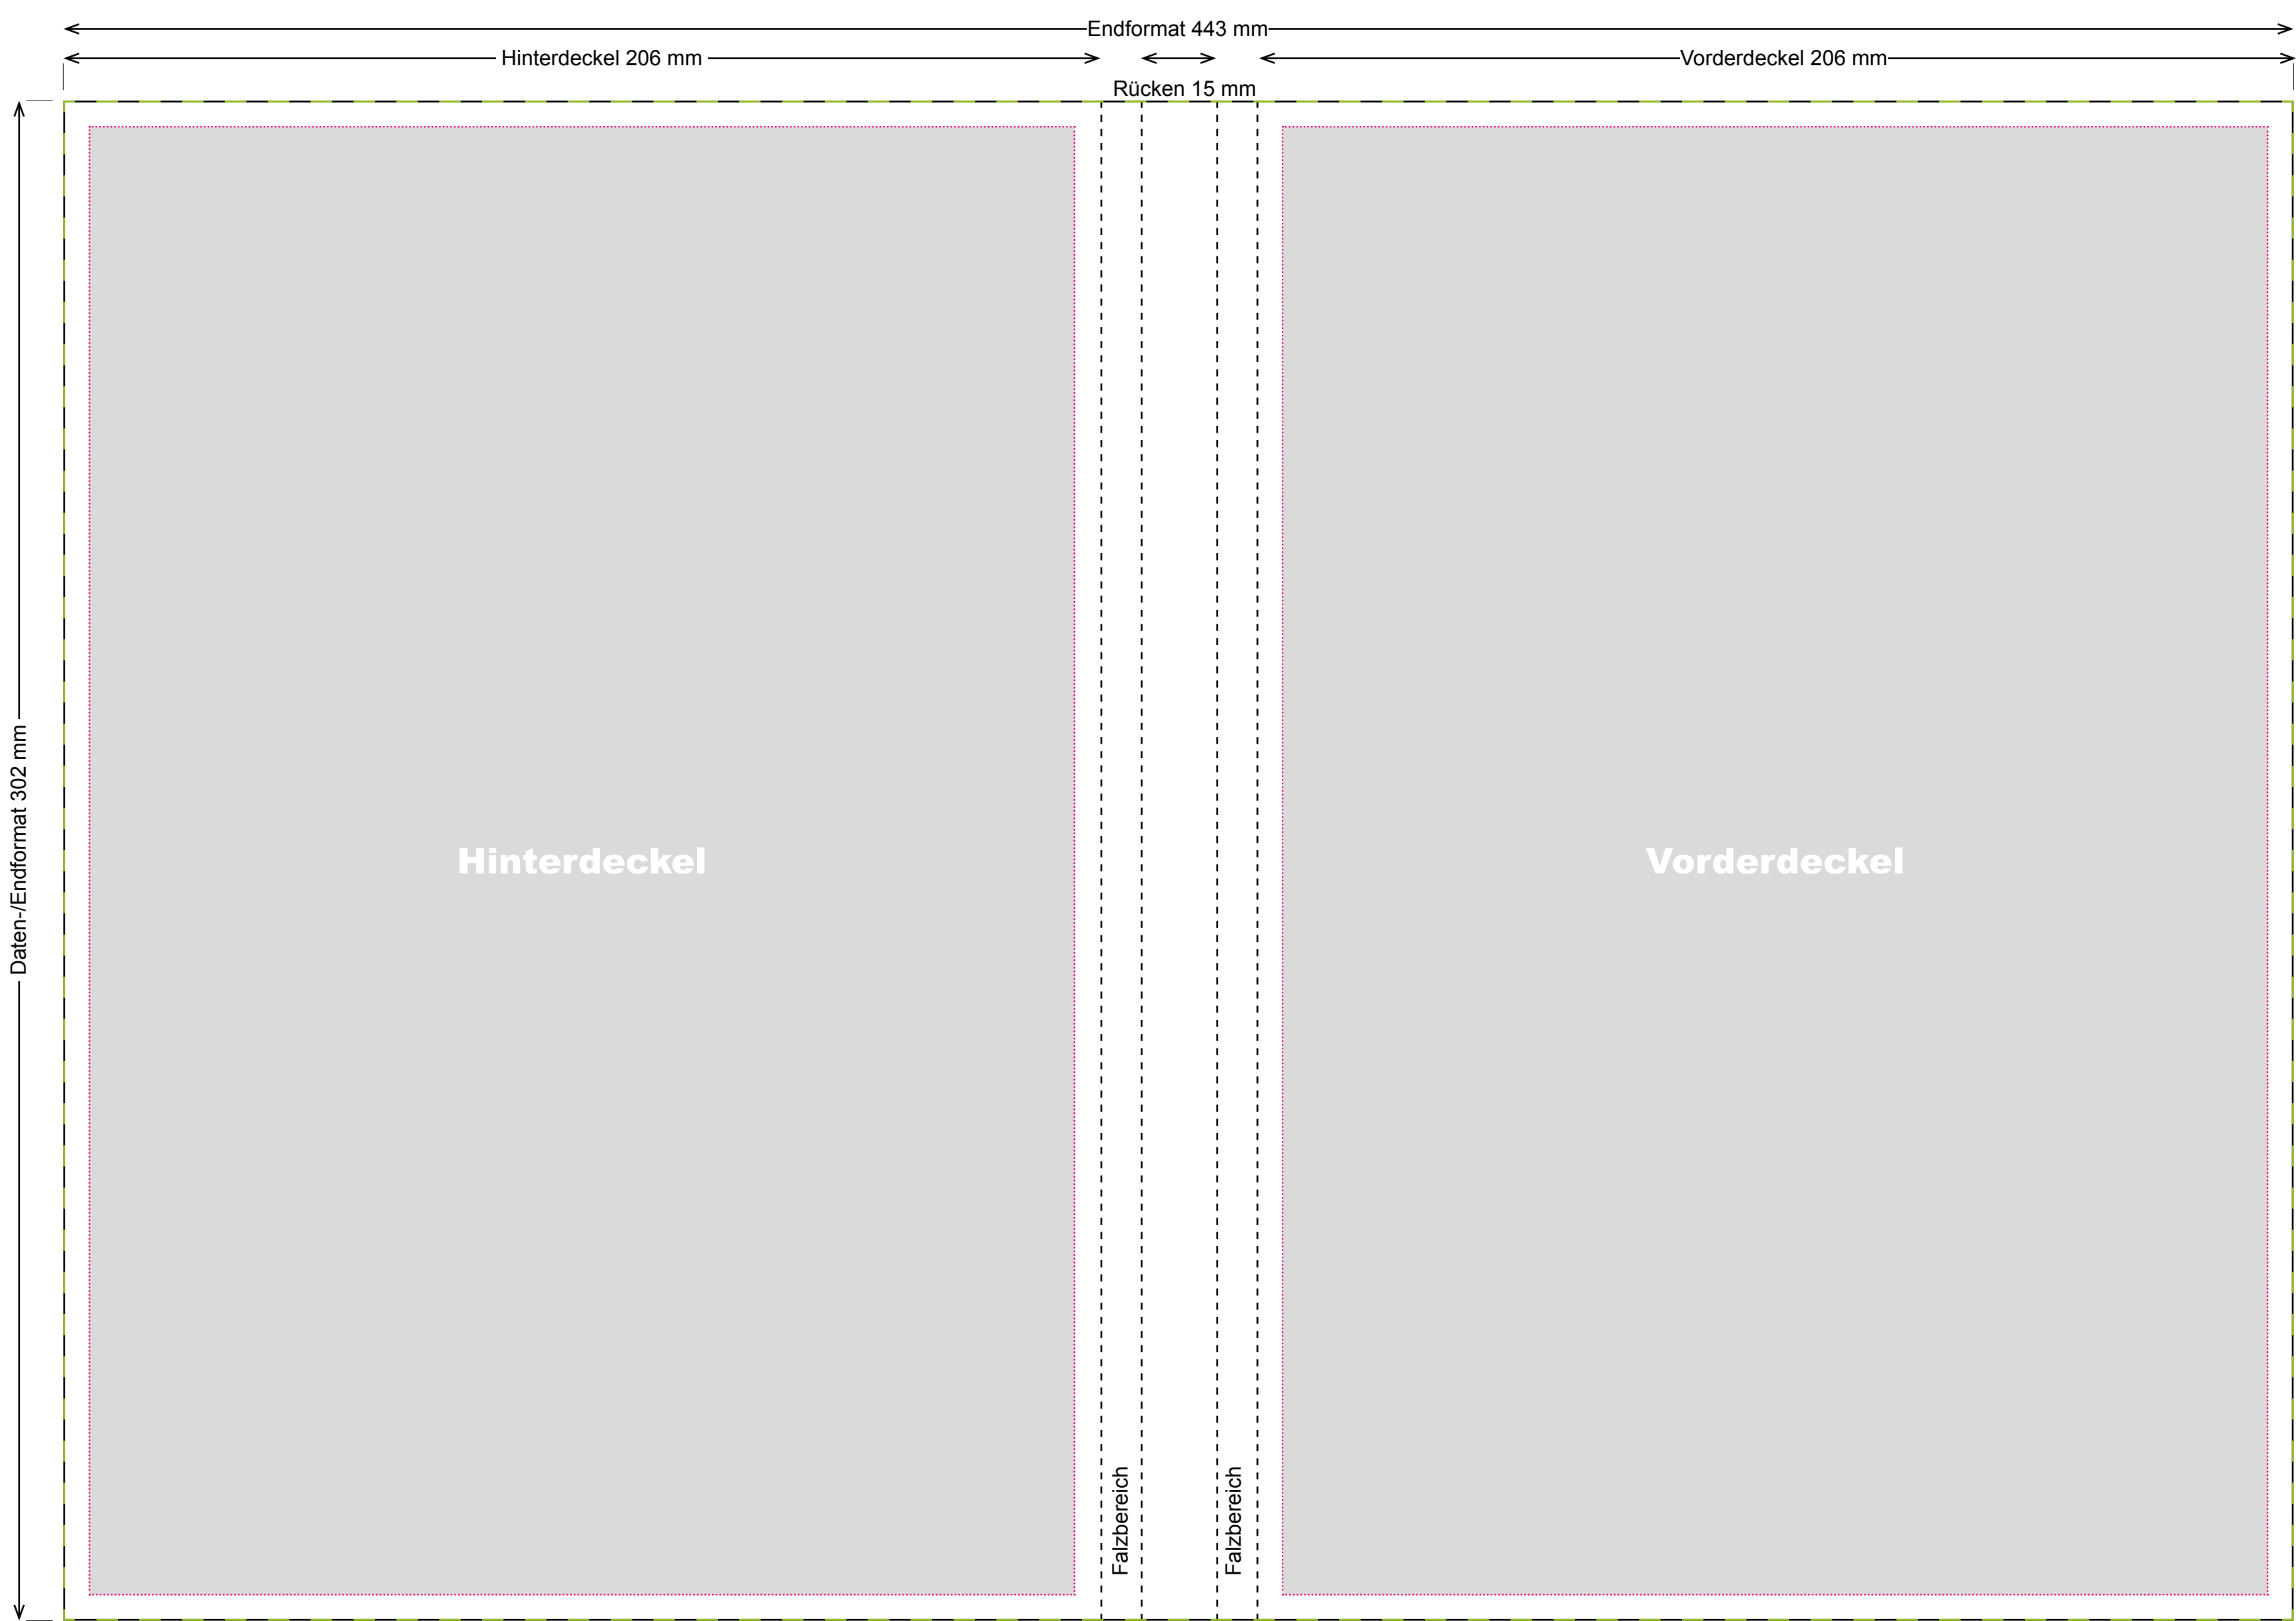 Endformat 443 mm
Hinterdeckel 206 mm
Vorderdeckel 206 mm
Rücken 15 mm
Daten-/Endformat 302 mm
Hinterdeckel
Vorderdeckel
Falzbereich
Falzbereich